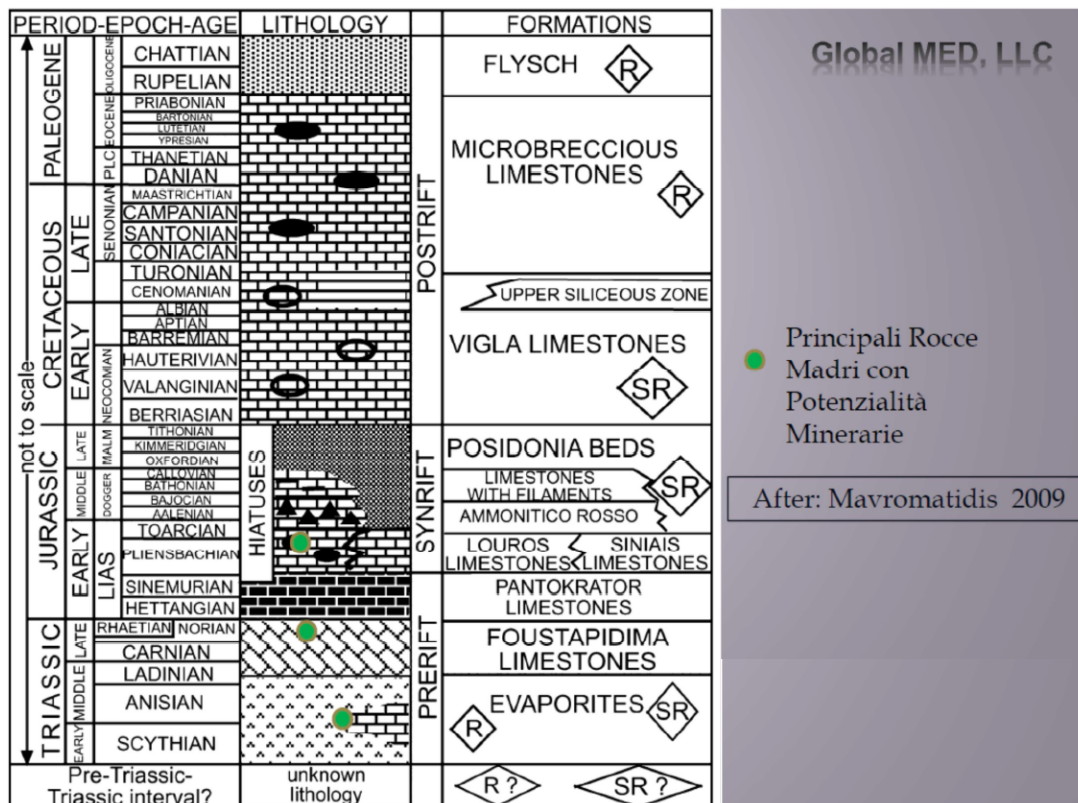 PERIOD-EPOCH-AGE LITHOLOGY FORMATIONS
not to scale
PALEOGENE
OLIGOCENE
CHATTIAN
RUPELIAN
EOCENE
PRIABONIAN
BARTONIAN
LUTETIAN
YPRESIAN
PLC
THANETIAN
DANIAN
CRETACEOUS
LATE
SENONIAN
MAASTRICHTIAN
CAMPANIAN
SANTONIAN
CONIACIAN
TURONIAN
CENOMANIAN
EARLY
ALBIAN
APTIAN
BARREMIAN
NEOCOMIAN
HAUTERIVIAN
VALANGINIAN
BERRIASIAN
JURASSIC
LATE
MALM
TITHONIAN
KIMMERIDGIAN
OXFORDIAN
MIDDLE
DOGGER
CALLOVIAN
BATHONIAN
BAJOCIAN
AALENIAN
EARLY
LIAS
TOARCIAN
PLIENSBACHIAN
SINEMURIAN
HETTANGIAN
TRIASSIC
LATE
RHAETIAN NORIAN
CARNIAN
MIDDLE
LADINIAN
ANISIAN
EARLY
SCYTHIAN
Pre-Triassic-
Triassic interval?
HIATUSES
unknown
lithology
POSTRIFT
SYNRIFT
PRERIFT
FLYSCH R
MICROBRECCIOUS
LIMESTONES
R
UPPER SILICEOUS ZONE
VIGLA LIMESTONES
SR
POSIDONIA BEDS
LIMESTONES
WITH FILAMENTS
SR
AMMONITICO ROSSO
LOUROS SINIAIS
LIMESTONES LIMESTONES
PANTOKRATOR
LIMESTONES
FOUSTAPIDIMA
LIMESTONES
EVAPORITES SR
R
R ? SR ?
Global MED, LLC
Principali Rocce
Madri con
Potenzialità
Minerarie
After: Mavromatidis 2009